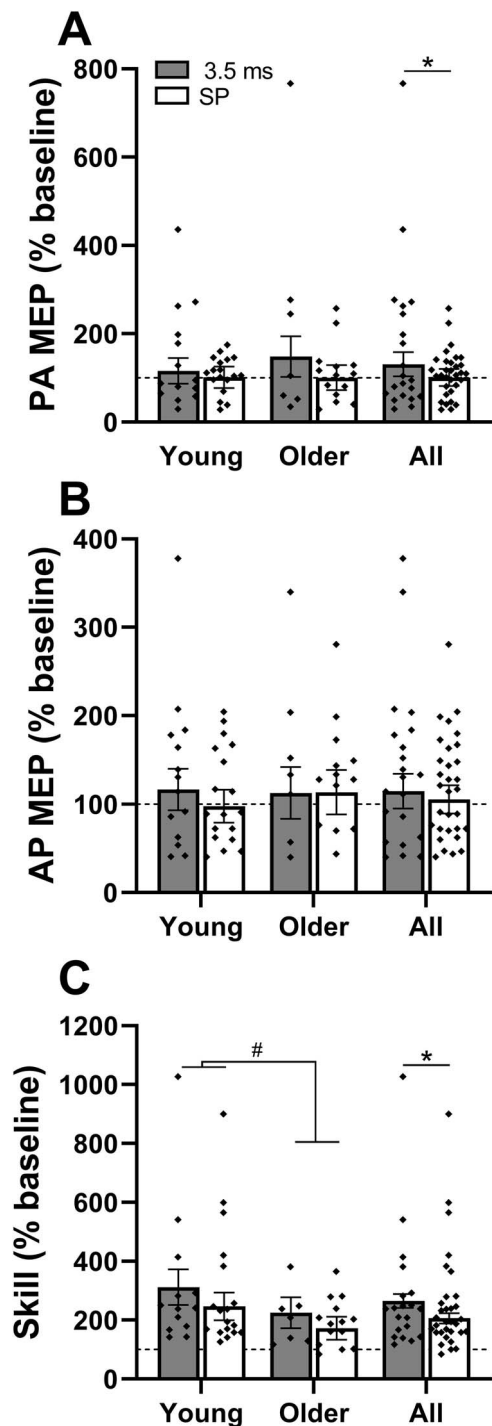 A
PA MEP (% baseline)
800
600
400
200
0
3.5 ms
SP
*
Young Older All
B
AP MEP (% baseline)
400
300
200
100
0
Young Older All
C
Skill (% baseline)
1200
1000
800
600
400
200
0
#
*
Young Older All